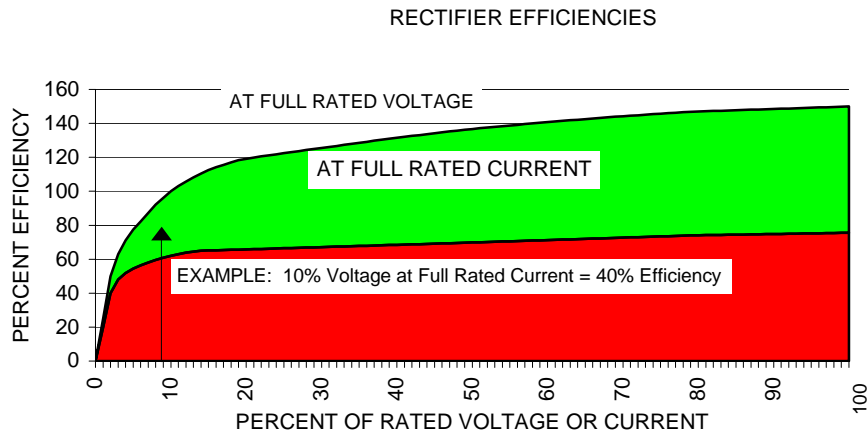 RECTIFIER EFFICIENCIES
160
140
120
100
80
60
40
20
0
PERCENT EFFICIENCY
AT FULL RATED VOLTAGE
AT FULL RATED CURRENT
EXAMPLE: 10% Voltage at Full Rated Current = 40% Efficiency
0 10 20 30 40 50 60 70 80 90 100
PERCENT OF RATED VOLTAGE OR CURRENT